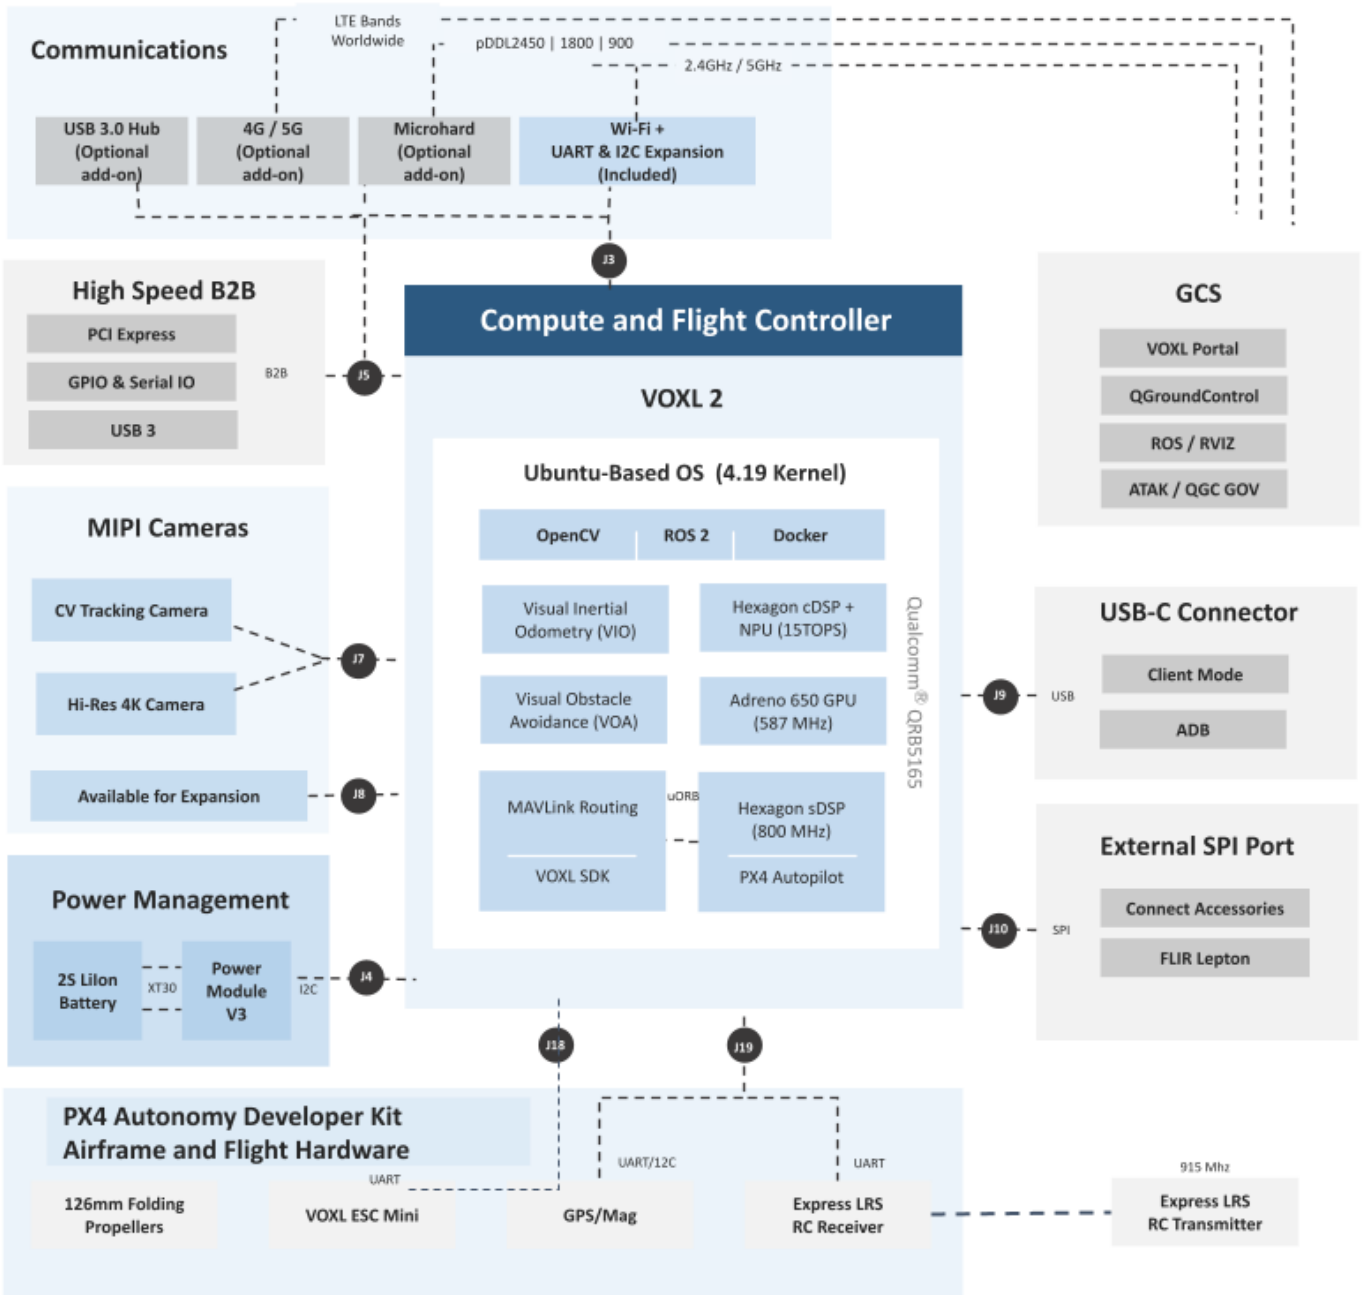 LTE Bands
Worldwide
Communications
pDDL2450 | 1800 | 900
2.4GHz / 5GHz
USB 3.0 Hub
(Optional
add-on)
4G / 5G
(Optional
add-on)
Microhard
(Optional
add-on)
Wi-Fi +
UART & I2C Expansion
(Included)
J3
High Speed B2B
PCI Express
GPIO & Serial IO
USB 3
B2B
J5
Compute and Flight Controller
VOXL 2
Ubuntu-Based OS (4.19 Kernel)
OpenCV
ROS 2
Docker
Visual Inertial
Odometry (VIO)
Hexagon cDSP +
NPU (15TOPS)
Visual Obstacle
Avoidance (VOA)
Adreno 650 GPU
(587 MHz)
MAVLink Routing
VOXL SDK
uORB
Hexagon sDSP
(800 MHz)
PX4 Autopilot
Qualcomm® QRB5165
GCS
VOXL Portal
QGroundControl
ROS / RVIZ
ATAK / QGC GOV
MIPI Cameras
CV Tracking Camera
Hi-Res 4K Camera
J7
Available for Expansion
J8
USB-C Connector
J9
USB
Client Mode
ADB
External SPI Port
J10
SPI
Connect Accessories
FLIR Lepton
Power Management
2S LiIon
Battery
XT30
Power
Module
V3
I2C
J4
J18
J19
PX4 Autonomy Developer Kit
Airframe and Flight Hardware
UART
UART/12C
UART
915 Mhz
126mm Folding
Propellers
VOXL ESC Mini
GPS/Mag
Express LRS
RC Receiver
Express LRS
RC Transmitter